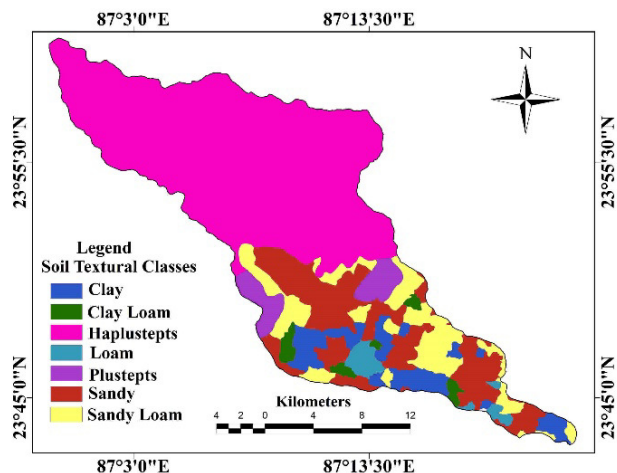 87°3'0"E 87°13'30"E
N
23°55'30"N 23°55'30"N
Legend
Soil Textural Classes
Clay
Clay Loam
Haplustepts
Loam
Plustepts
Sandy
Sandy Loam
23°45'0"N 23°45'0"N
Kilometers
4 2 0 4 8 12
87°3'0"E 87°13'30"E